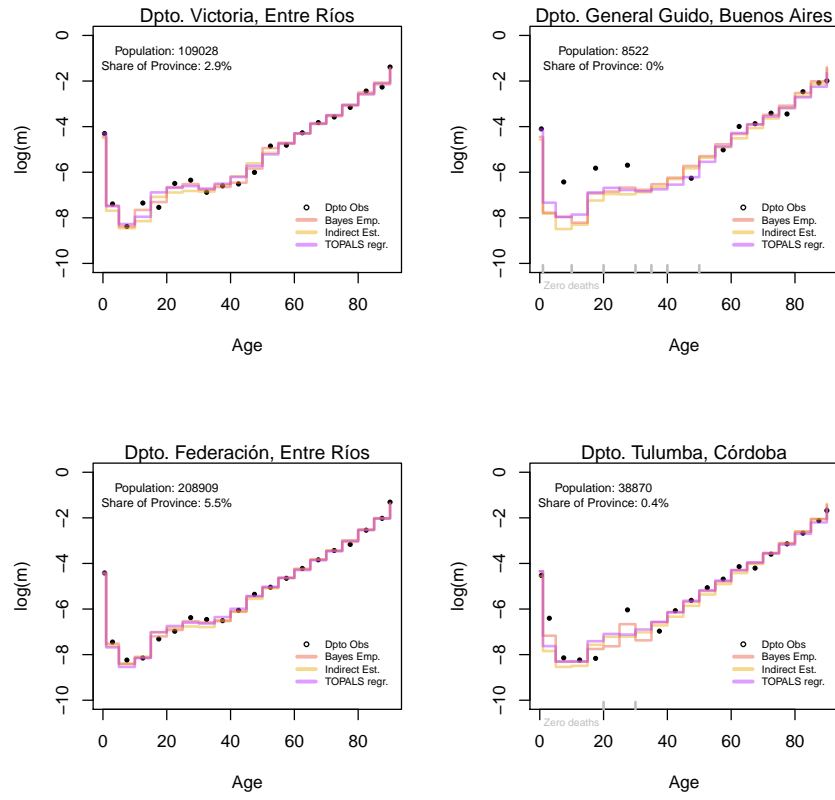 Dpto. Victoria, Entre Ríos
Population: 109028
Share of Province: 2.9%
log(m)
0
−2
−4
−6
−8
−10
Dpto Obs
Bayes Emp.
Indirect Est.
TOPALS regr.
0 20 40 60 80
Age
Dpto. General Guido, Buenos Aires
Population: 8522
Share of Province: 0%
log(m)
0
−2
−4
−6
−8
−10
Dpto Obs
Bayes Emp.
Indirect Est.
TOPALS regr.
Zero deaths
0 20 40 60 80
Age
Dpto. Federación, Entre Ríos
Population: 208909
Share of Province: 5.5%
log(m)
0
−2
−4
−6
−8
−10
Dpto Obs
Bayes Emp.
Indirect Est.
TOPALS regr.
0 20 40 60 80
Age
Dpto. Tulumba, Córdoba
Population: 38870
Share of Province: 0.4%
log(m)
0
−2
−4
−6
−8
−10
Dpto Obs
Bayes Emp.
Indirect Est.
TOPALS regr.
Zero deaths
0 20 40 60 80
Age